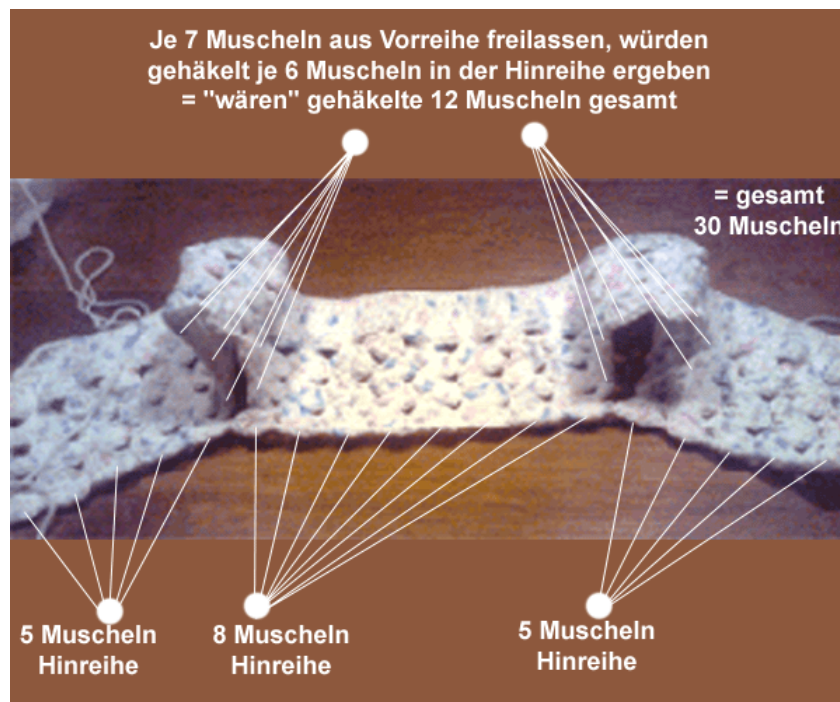 Je 7 Muscheln aus Vorreihe freilassen, würden
gehäkelt je 6 Muscheln in der Hinreihe ergeben
= "wären" gehäkelte 12 Muscheln gesamt
= gesamt
30 Muscheln
5 Muscheln
Hinreihe
8 Muscheln
Hinreihe
5 Muscheln
Hinreihe